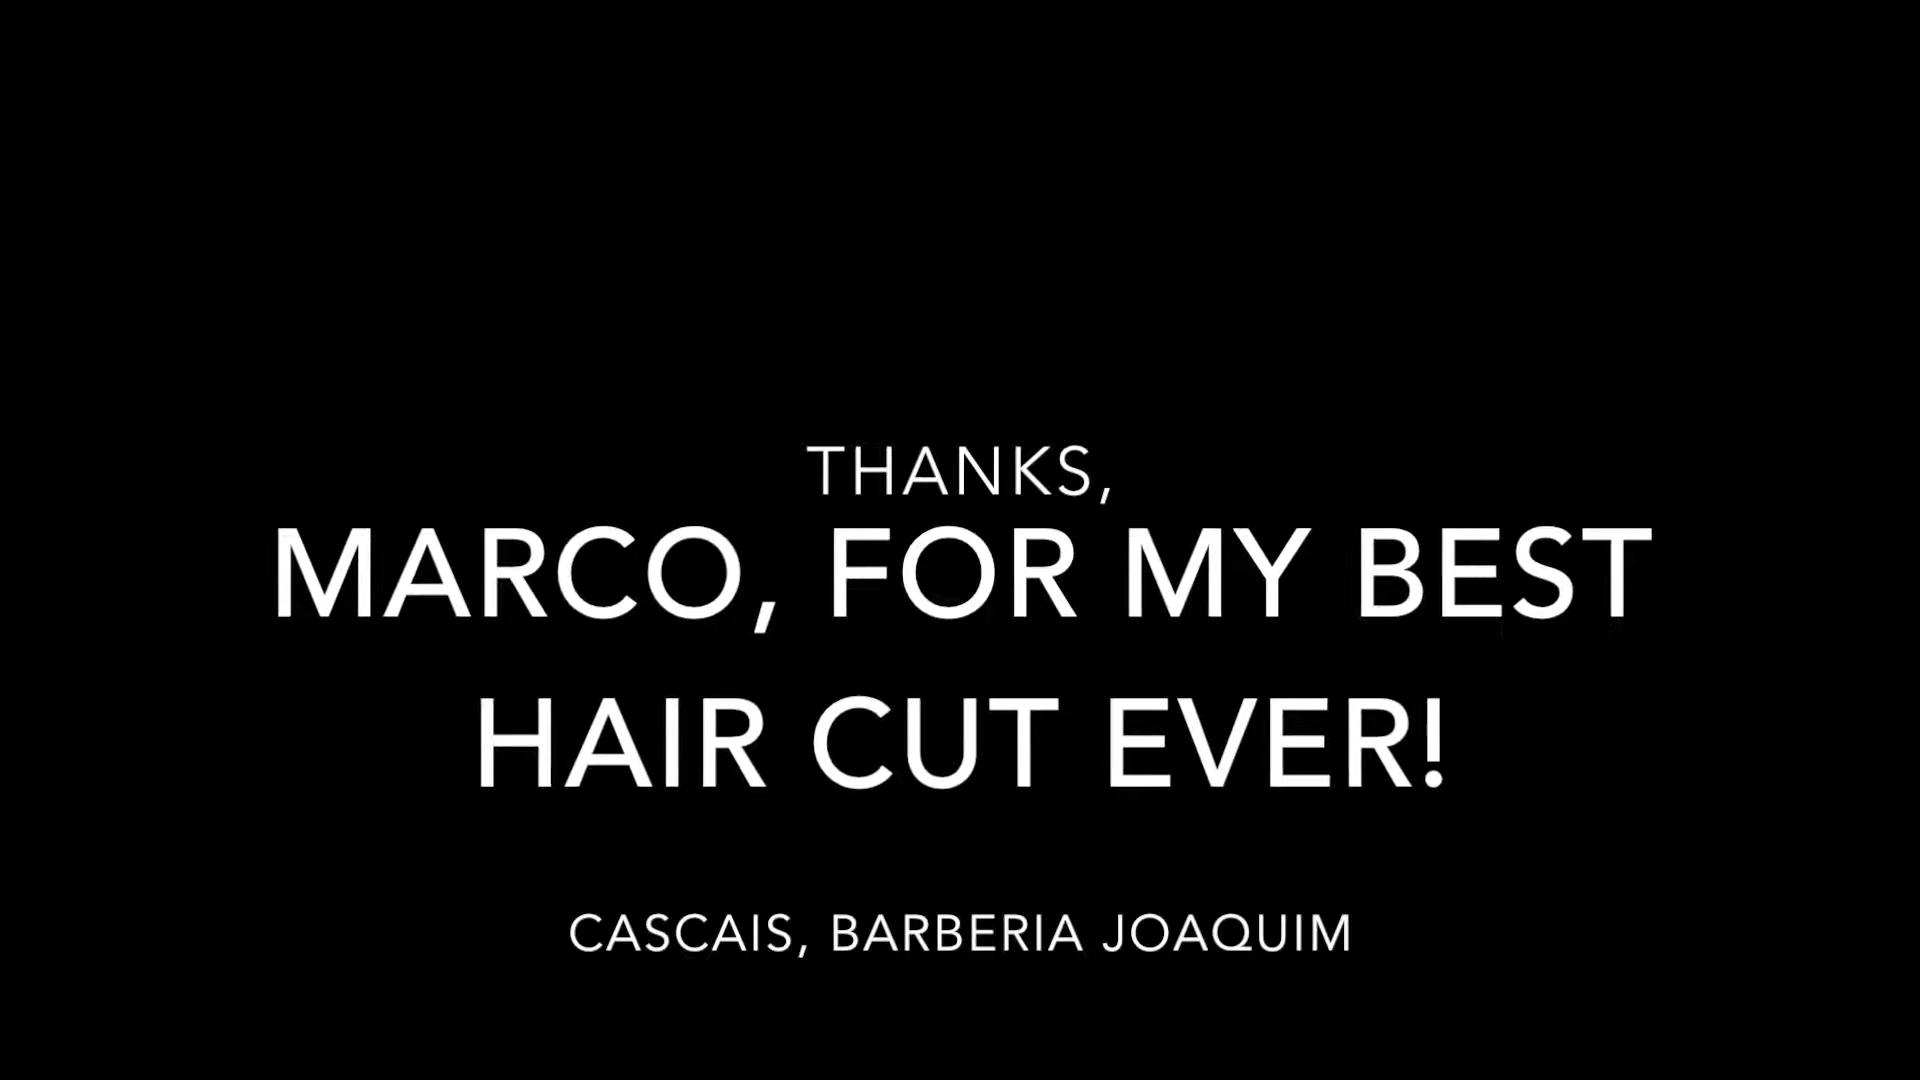 THANKS,
MARCO, FOR MY BEST
HAIR CUT EVER!
CASCAIS, BARBERIA JOAQUIM